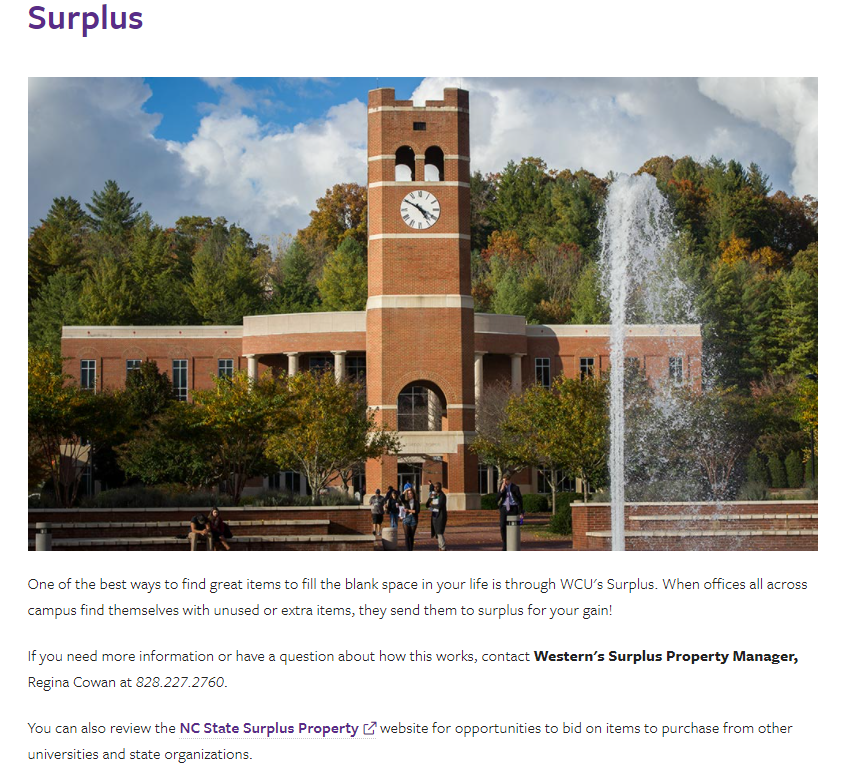 Surplus
One of the best ways to find great items to fill the blank space in your life is through WCU's Surplus. When offices all across
campus find themselves with unused or extra items, they send them to surplus for your gain!
If you need more information or have a question about how this works, contact Western's Surplus Property Manager,
Regina Cowan at 828.227.2760.
You can also review the NC State Surplus Property website for opportunities to bid on items to purchase from other
universities and state organizations.